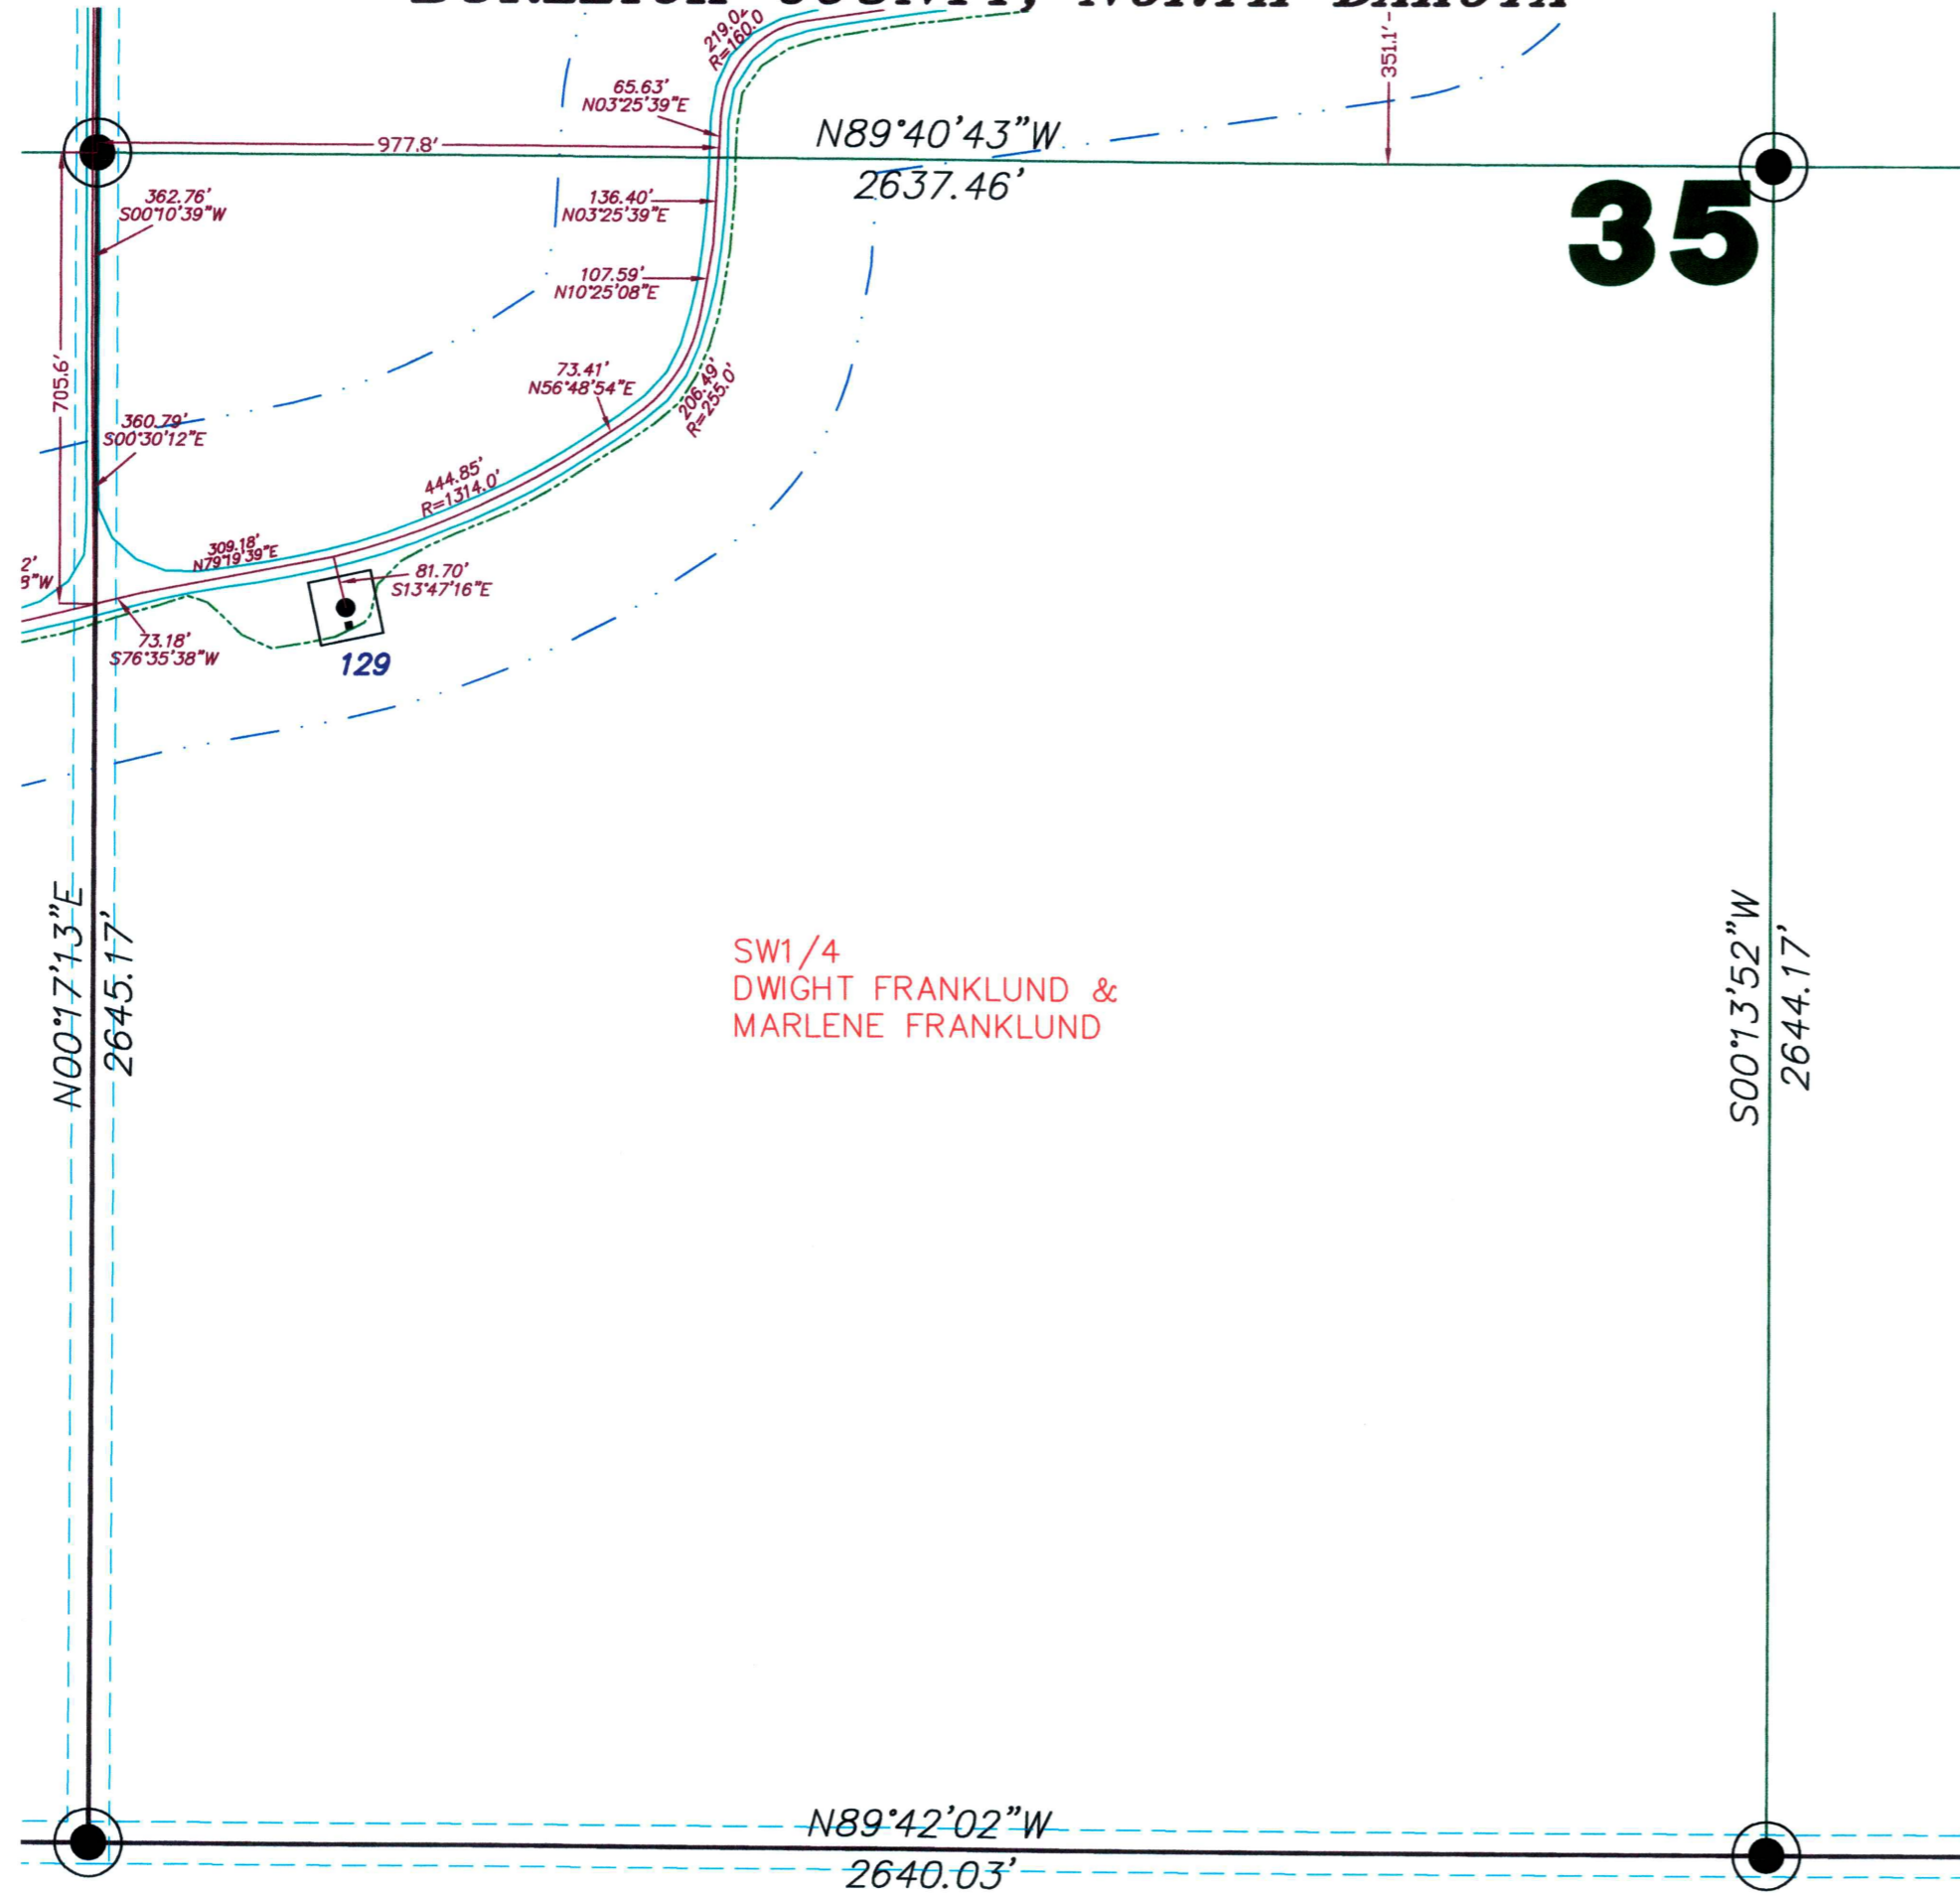 65.63'
N03°25'39"E
977.8'
N89°40'43"W
2637.46'
351.1'
35
362.76'
S00°10'39"W
136.40'
N03°25'39"E
107.59'
N10°25'08"E
705.6'
73.41'
N56°48'54"E
206.49'
R=255.0'
360.79'
S00°30'12"E
444.85'
R=1314.0'
309.18'
N79°19'39"E
81.70'
S13°47'16"E
73.18'
S76°35'38"W
129
N00°17'13"E
2645.17'
SW1/4
DWIGHT FRANKLUND &
MARLENE FRANKLUND
S00°13'52"W
2644.17'
N89°42'02"W
2640.03'